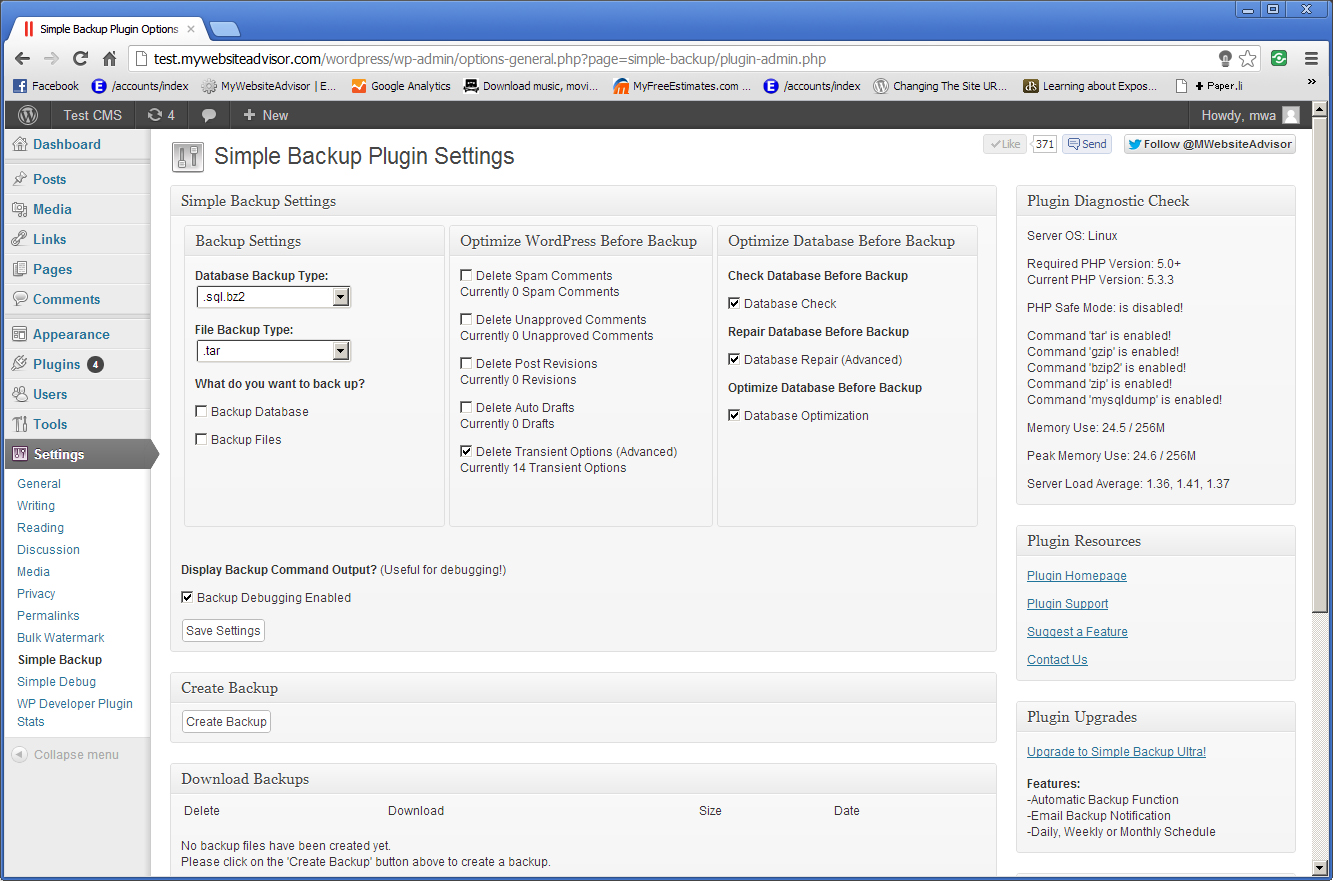 Simple Backup Plugin Options
test.mywebsiteadvisor.com/wordpress/wp-admin/options-general.php?page=simple-backup/plugin-admin.php
Facebook /accounts/index MyWebsiteAdvisor | E... Google Analytics Download music, movi... MyFreeEstimates.com ... /accounts/index Changing The Site UR... Learning about Expos... + Paper.li »
Test CMS 4 + New Howdy, mwa
Dashboard
Posts
Media
Links
Pages
Comments
Appearance
Plugins 4
Users
Tools
Settings
General
Writing
Reading
Discussion
Media
Privacy
Permalinks
Bulk Watermark
Simple Backup
Simple Debug
WP Developer Plugin
Stats
Collapse menu
Simple Backup Plugin Settings
Like 371 Send Follow @MWebsiteAdvisor
Simple Backup Settings
Backup Settings
Database Backup Type:
.sql.bz2
File Backup Type:
.tar
What do you want to back up?
Backup Database
Backup Files
Optimize WordPress Before Backup
Delete Spam Comments
Currently 0 Spam Comments
Delete Unapproved Comments
Currently 0 Unapproved Comments
Delete Post Revisions
Currently 0 Revisions
Delete Auto Drafts
Currently 0 Drafts
Delete Transient Options (Advanced)
Currently 14 Transient Options
Optimize Database Before Backup
Check Database Before Backup
Database Check
Repair Database Before Backup
Database Repair (Advanced)
Optimize Database Before Backup
Database Optimization
Display Backup Command Output? (Useful for debugging!)
Backup Debugging Enabled
Save Settings
Create Backup
Create Backup
Download Backups
Delete Download Size Date
No backup files have been created yet.
Please click on the 'Create Backup' button above to create a backup.
Plugin Diagnostic Check
Server OS: Linux
Required PHP Version: 5.0+
Current PHP Version: 5.3.3
PHP Safe Mode: is disabled!
Command 'tar' is enabled!
Command 'gzip' is enabled!
Command 'bzip2' is enabled!
Command 'zip' is enabled!
Command 'mysqldump' is enabled!
Memory Use: 24.5 / 256M
Peak Memory Use: 24.6 / 256M
Server Load Average: 1.36, 1.41, 1.37
Plugin Resources
Plugin Homepage
Plugin Support
Suggest a Feature
Contact Us
Plugin Upgrades
Upgrade to Simple Backup Ultra!
Features:
-Automatic Backup Function
-Email Backup Notification
-Daily, Weekly or Monthly Schedule